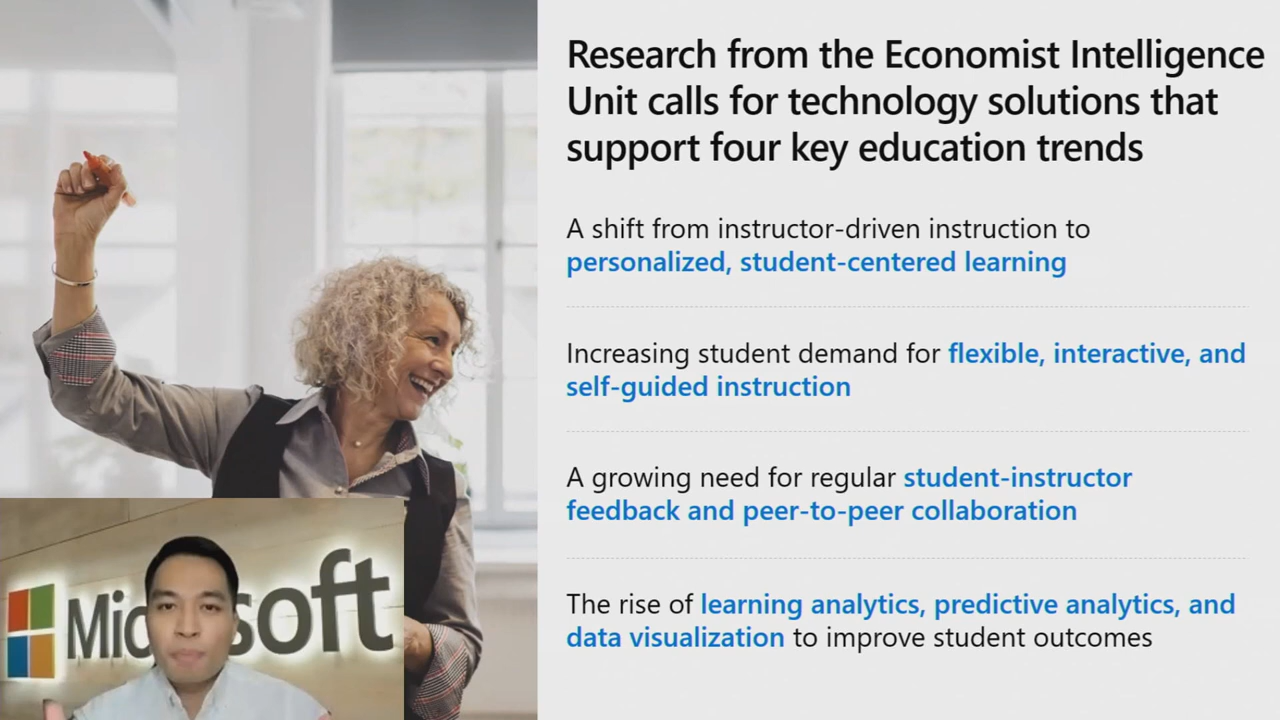 Research from the Economist Intelligence
Unit calls for technology solutions that
support four key education trends
A shift from instructor-driven instruction to
personalized, student-centered learning
Increasing student demand for flexible, interactive, and
self-guided instruction
A growing need for regular student-instructor
feedback and peer-to-peer collaboration
The rise of learning analytics, predictive analytics, and
data visualization to improve student outcomes
Mic soft